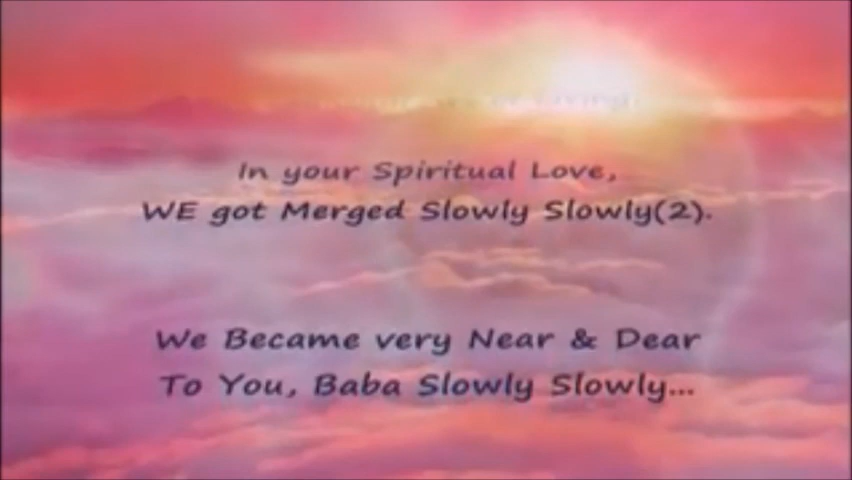 In your Spiritual Love,
WE got Merged Slowly Slowly(2).
We Became very Near & Dear
To You, Baba Slowly Slowly...